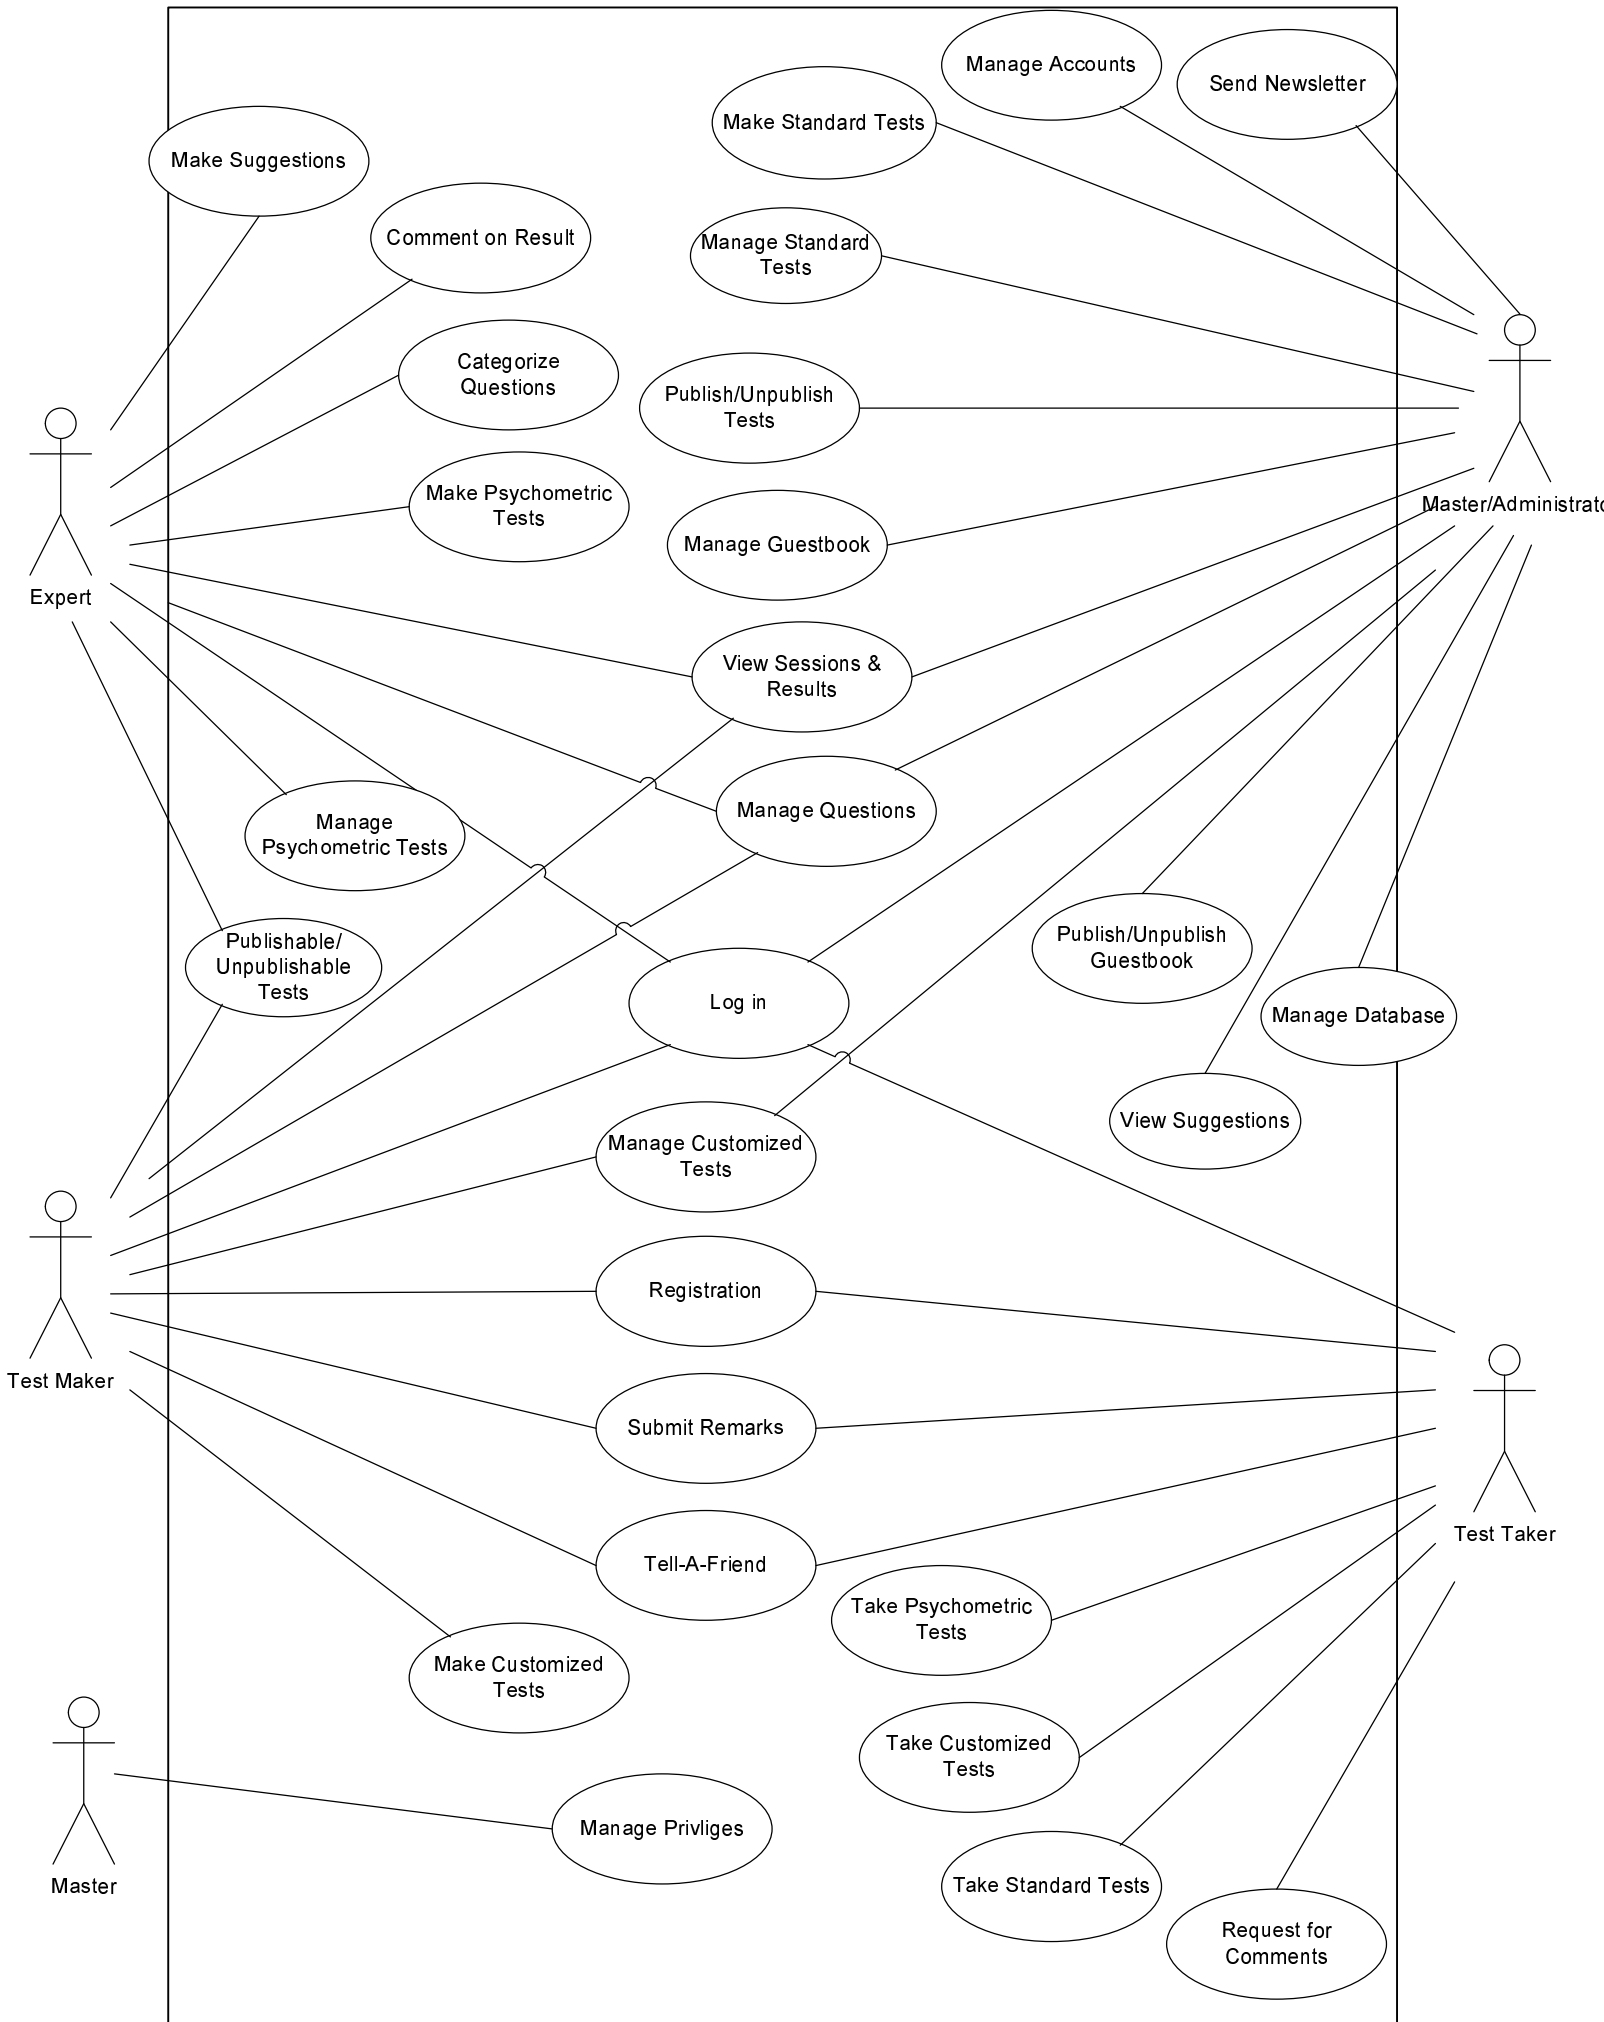 Manage Accounts
Send Newsletter
Make Standard Tests
Make Suggestions
Comment on Result
Manage Standard
Tests
Categorize
Questions
Publish/Unpublish
Tests
Make Psychometric
Tests
Master/Administrato
Manage Guestbook
Expert
View Sessions &
Results
Manage Questions
Manage
Psychometric Tests
Publishable/
Unpublishable
Tests
Publish/Unpublish
Guestbook
Log in
Manage Database
View Suggestions
Manage Customized
Tests
Registration
Test Maker
Submit Remarks
Test Taker
Tell-A-Friend
Take Psychometric
Tests
Make Customized
Tests
Take Customized
Tests
Manage Privliges
Master
Take Standard Tests
Request for
Comments